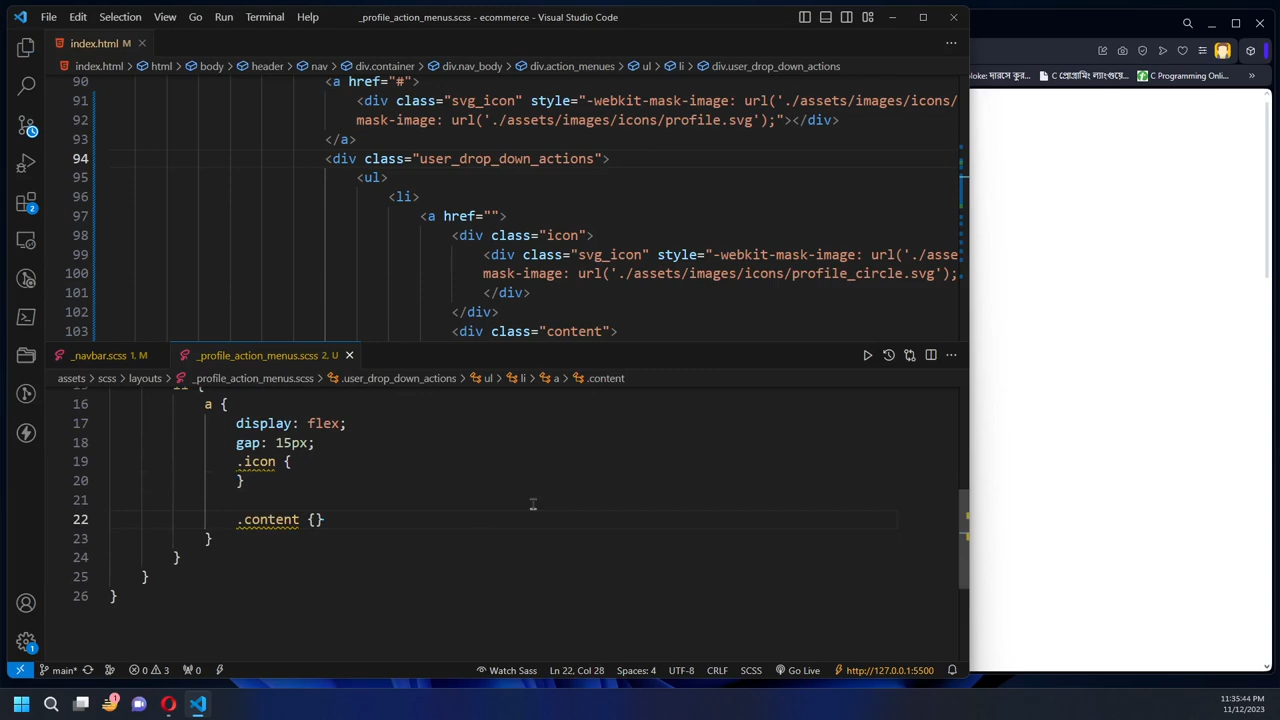 File Edit Selection View Go Run Terminal Help _profile_action_menus.scss - ecommerce - Visual Studio Code
index.html M
index.html > html > body > header > nav > div.container > div.nav_body > div.action_menues > ul > li > div.user_drop_down_actions
90 <a href="#">
91 <div class="svg_icon" style="-webkit-mask-image: url('./assets/images/icons/
92 mask-image: url('./assets/images/icons/profile.svg');"></div>
93 </a>
94 <div class="user_drop_down_actions">
95 <ul>
96 <li>
97 <a href="">
98 <div class="icon">
99 <div class="svg_icon" style="-webkit-mask-image: url('./asse
100 mask-image: url('./assets/images/icons/profile_circle.svg');
101 </div>
102 </div>
103 <div class="content">
_navbar.scss 1, M _profile_action_menus.scss 2, U
assets > scss > layouts > _profile_action_menus.scss > .user_drop_down_actions > ul > li > a > .content
16 a {
17 display: flex;
18 gap: 15px;
19 .icon {
20 }
21
22 .content {}
23 }
24 }
25 }
26 }
main* 0 3 0 Watch Sass Ln 22, Col 28 Spaces: 4 UTF-8 CRLF SCSS Go Live http://127.0.0.1:5500
C প্রোগ্রামিং ল্যাংগুয়ে... C Programming Onli... »
11:35:44 PM
11/12/2023